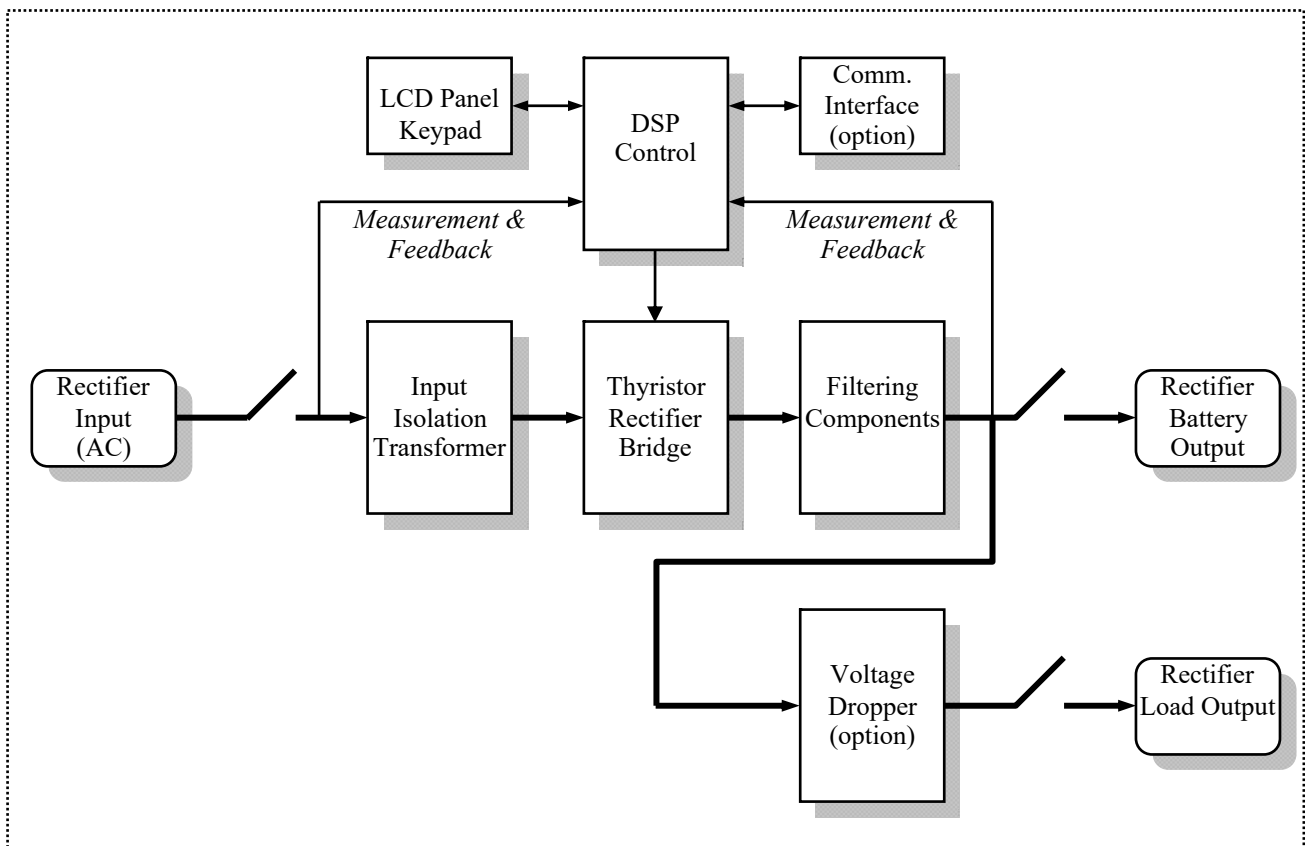 LCD Panel
Keypad
DSP
Control
Comm.
Interface
(option)
Measurement &
Feedback
Measurement &
Feedback
Rectifier
Input
(AC)
Input
Isolation
Transformer
Thyristor
Rectifier
Bridge
Filtering
Components
Rectifier
Battery
Output
Voltage
Dropper
(option)
Rectifier
Load Output